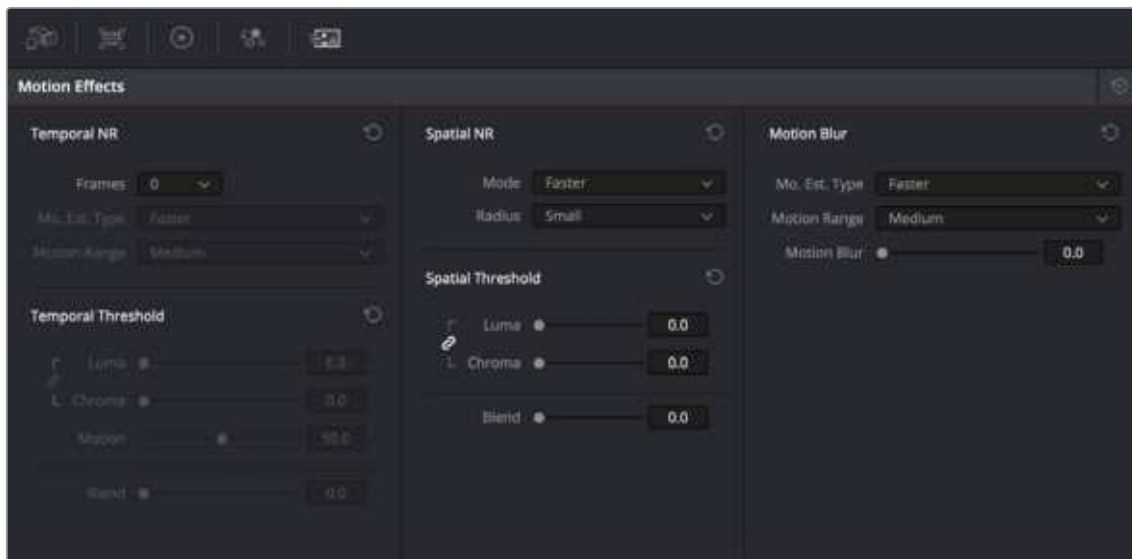 Motion Effects
Temporal NR
Frames 0
Mo. Est. Type Faster
Motion Range Medium
Temporal Threshold
Luma 0.0
Chroma 0.0
Motion 50.0
Blend 0.0
Spatial NR
Mode Faster
Radius Small
Spatial Threshold
Luma 0.0
Chroma 0.0
Blend 0.0
Motion Blur
Mo. Est. Type Faster
Motion Range Medium
Motion Blur 0.0